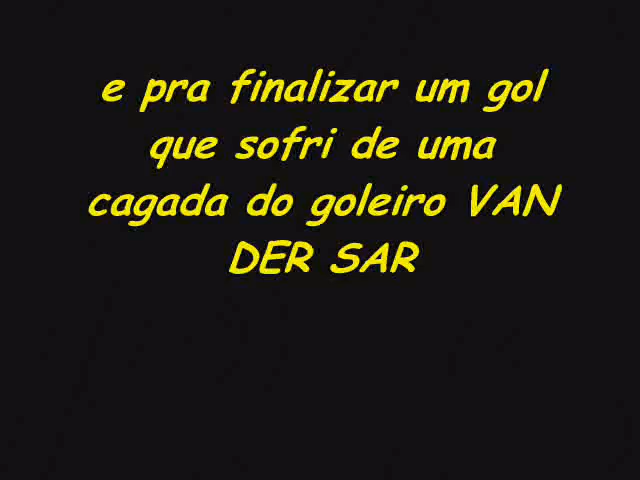 e pra finalizar um gol
que sofri de uma
cagada do goleiro VAN
DER SAR